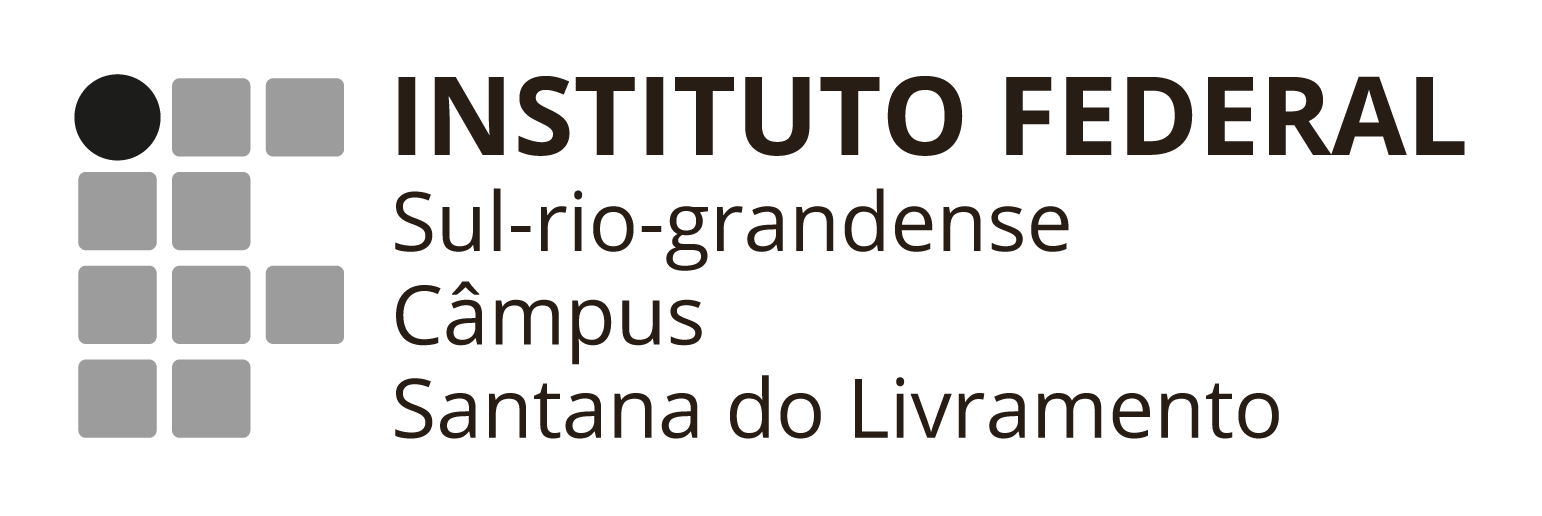 INSTITUTO FEDERAL
Sul-rio-grandense
Câmpus
Santana do Livramento